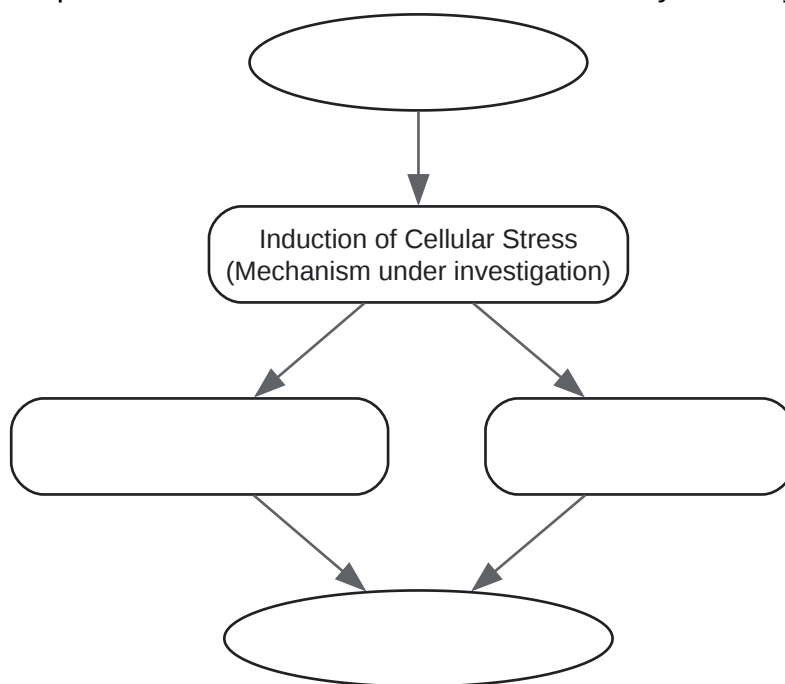 Induction of Cellular Stress
(Mechanism under investigation)